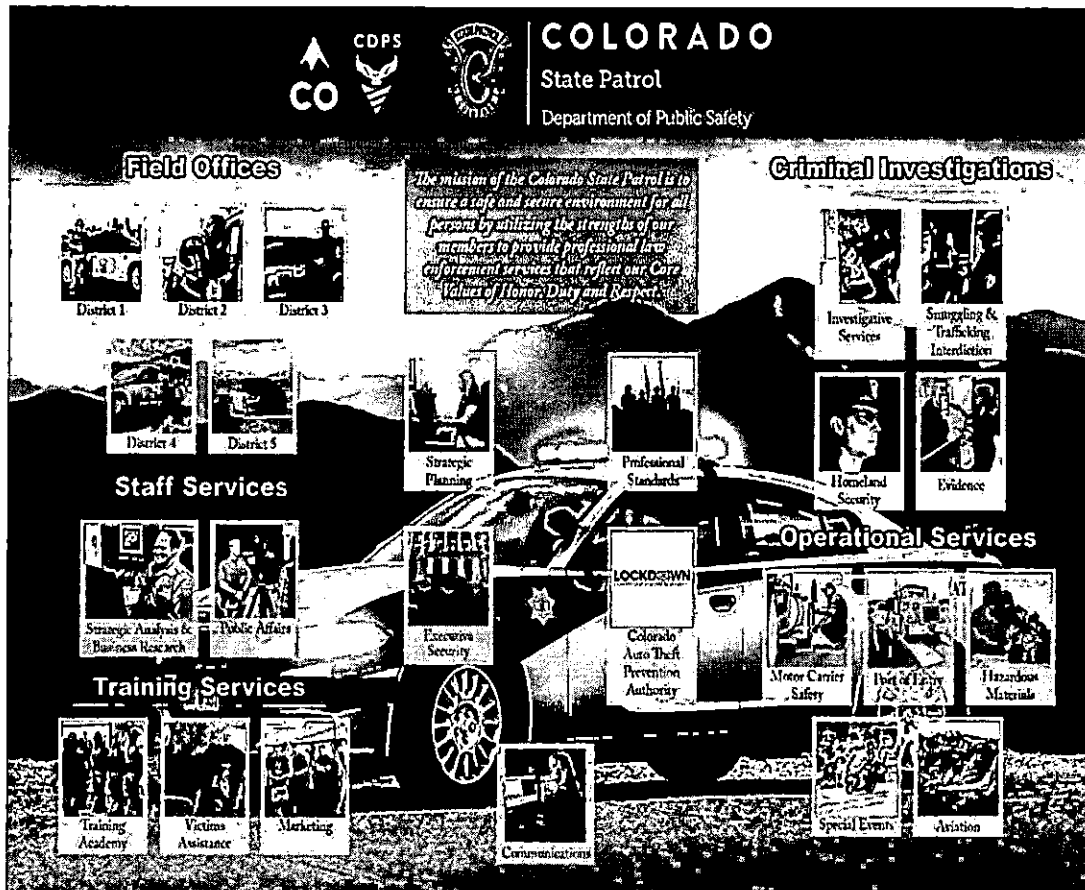 CO
CDPS
COLORADO
State Patrol
Department of Public Safety
Field Offices
District 1
District 2
District 3
District 4
District 5
The mission of the Colorado State Patrol is to
ensure a safe and secure environment for all
persons by utilizing the strengths of our
members to provide professional law
enforcement services that reflect our Core
Values of Honor, Duty and Respect.
Criminal Investigations
Investigative
Services
Smuggling &
Trafficking
Interdiction
Homeland
Security
Evidence
Strategic
Planning
Professional
Standards
Staff Services
Strategic Analysis &
Business Research
Public Affairs
Executive
Security
LOCKDOWN
Colorado
Auto Theft
Prevention
Authority
Operational Services
Motor Carrier
Safety
Port of Entry
Hazardous
Materials
Special Events
Aviation
Training Services
Training
Academy
Victims
Assistance
Marketing
Communications